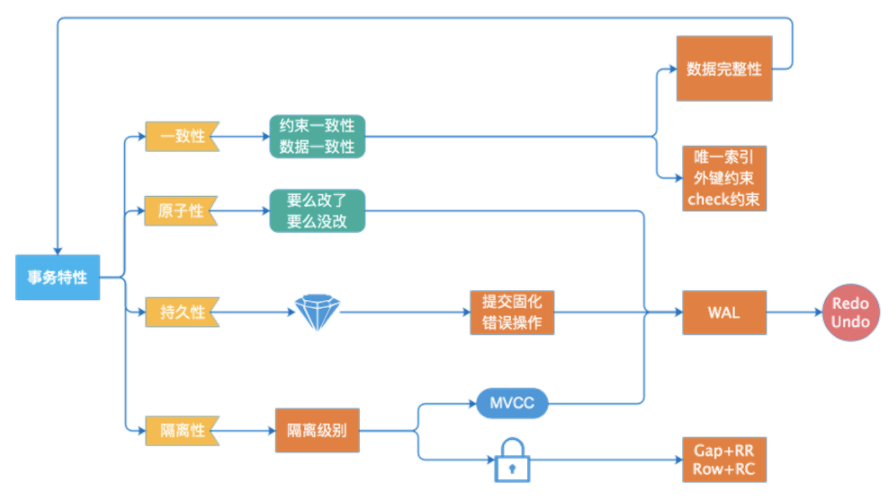 数据完整性
一致性
约束一致性
数据一致性
唯一索引
外键约束
check约束
原子性
要么改了
要么没改
事务特性
持久性
提交固化
错误操作
WAL
Redo
Undo
隔离性
隔离级别
MVCC
Gap+RR
Row+RC